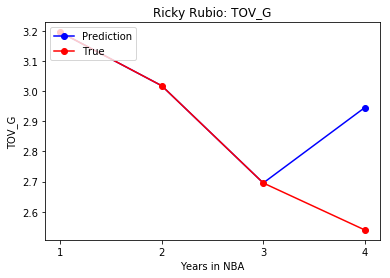 Ricky Rubio: TOV_G
Prediction
True
3.2
3.1
3.0
2.9
2.8
2.7
2.6
TOV_G
1 2 3 4
Years in NBA